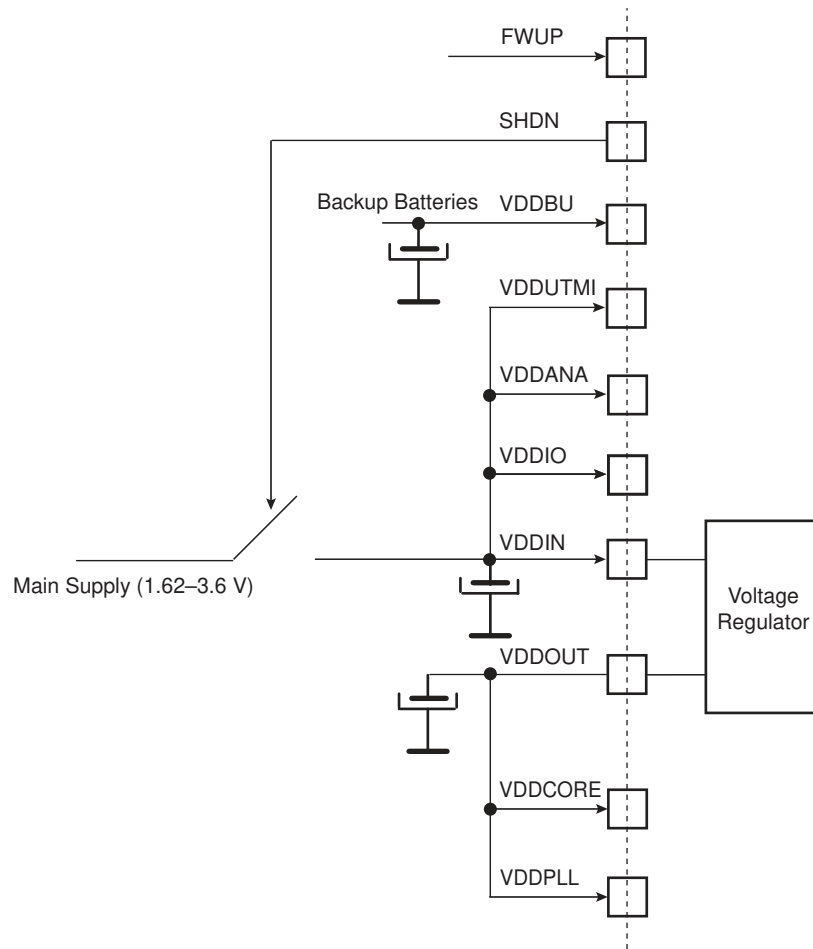 FWUP
SHDN
Backup Batteries
VDDBU
VDDUTMI
VDDANA
VDDIO
VDDIN
Main Supply (1.62–3.6 V)
Voltage
Regulator
VDDOUT
VDDCORE
VDDPLL